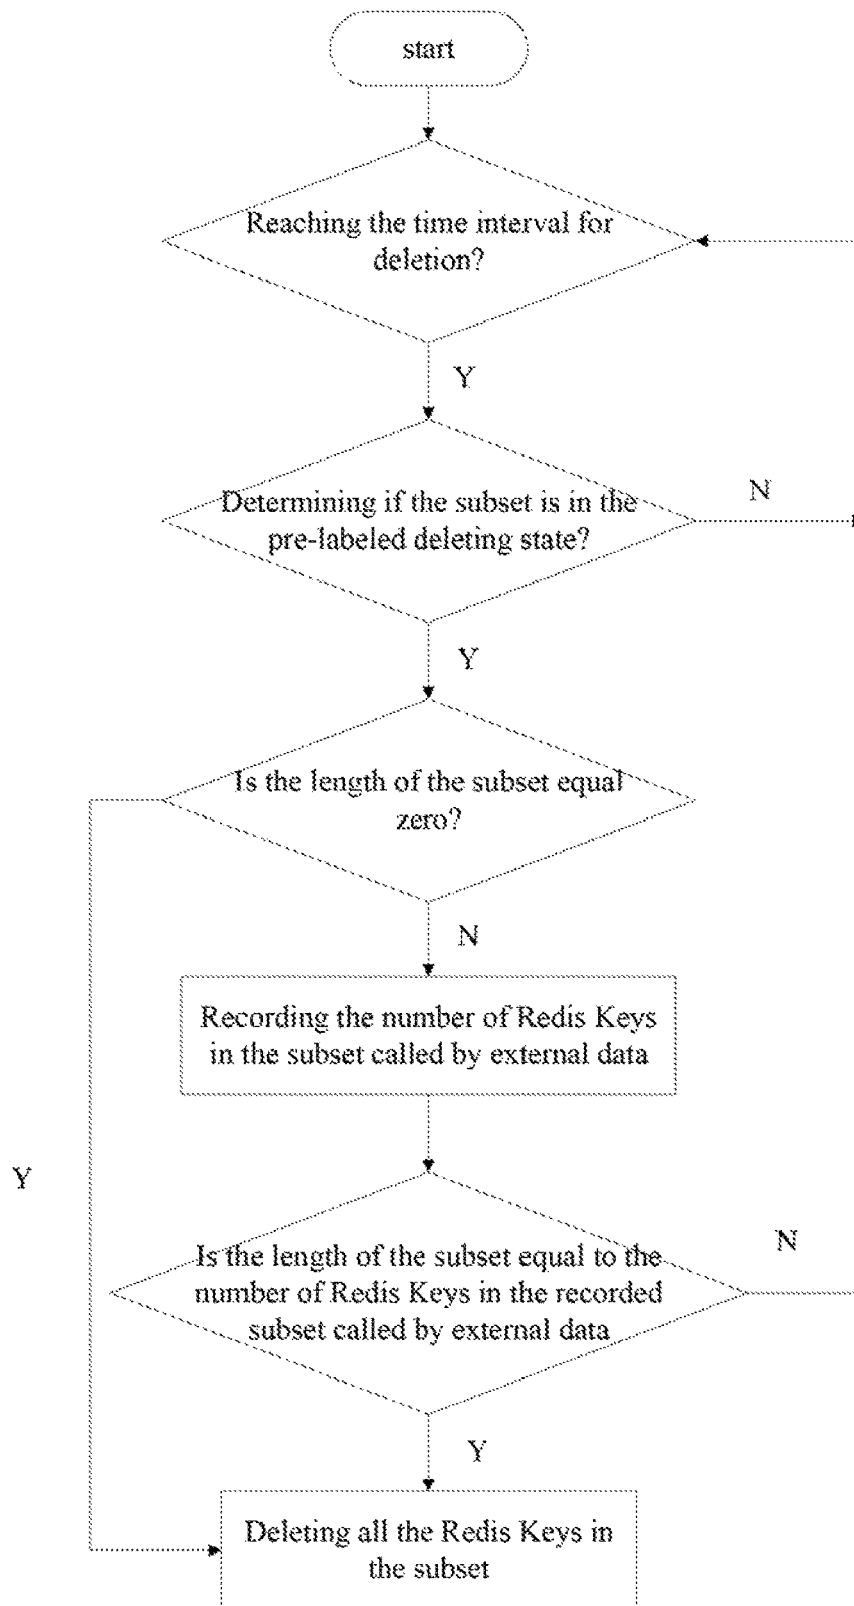 start
Reaching the time interval for
deletion?
Y
Determining if the subset is in the
pre-labeled deleting state?
N
Y
Is the length of the subset equal
zero?
N
Recording the number of Redis Keys
in the subset called by external data
Y
Is the length of the subset equal to the
number of Redis Keys in the recorded
subset called by external data
N
Y
Deleting all the Redis Keys in
the subset